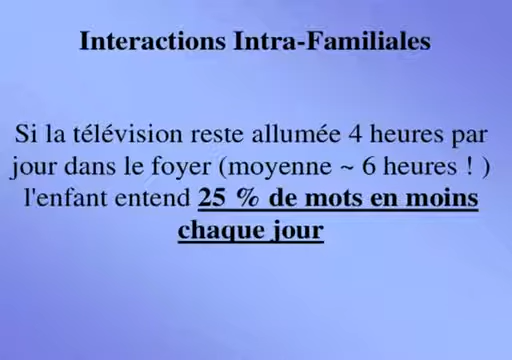 Interactions Intra-Familiales
Si la télévision reste allumée 4 heures par
jour dans le foyer (moyenne ~ 6 heures ! )
l'enfant entend 25 % de mots en moins
chaque jour